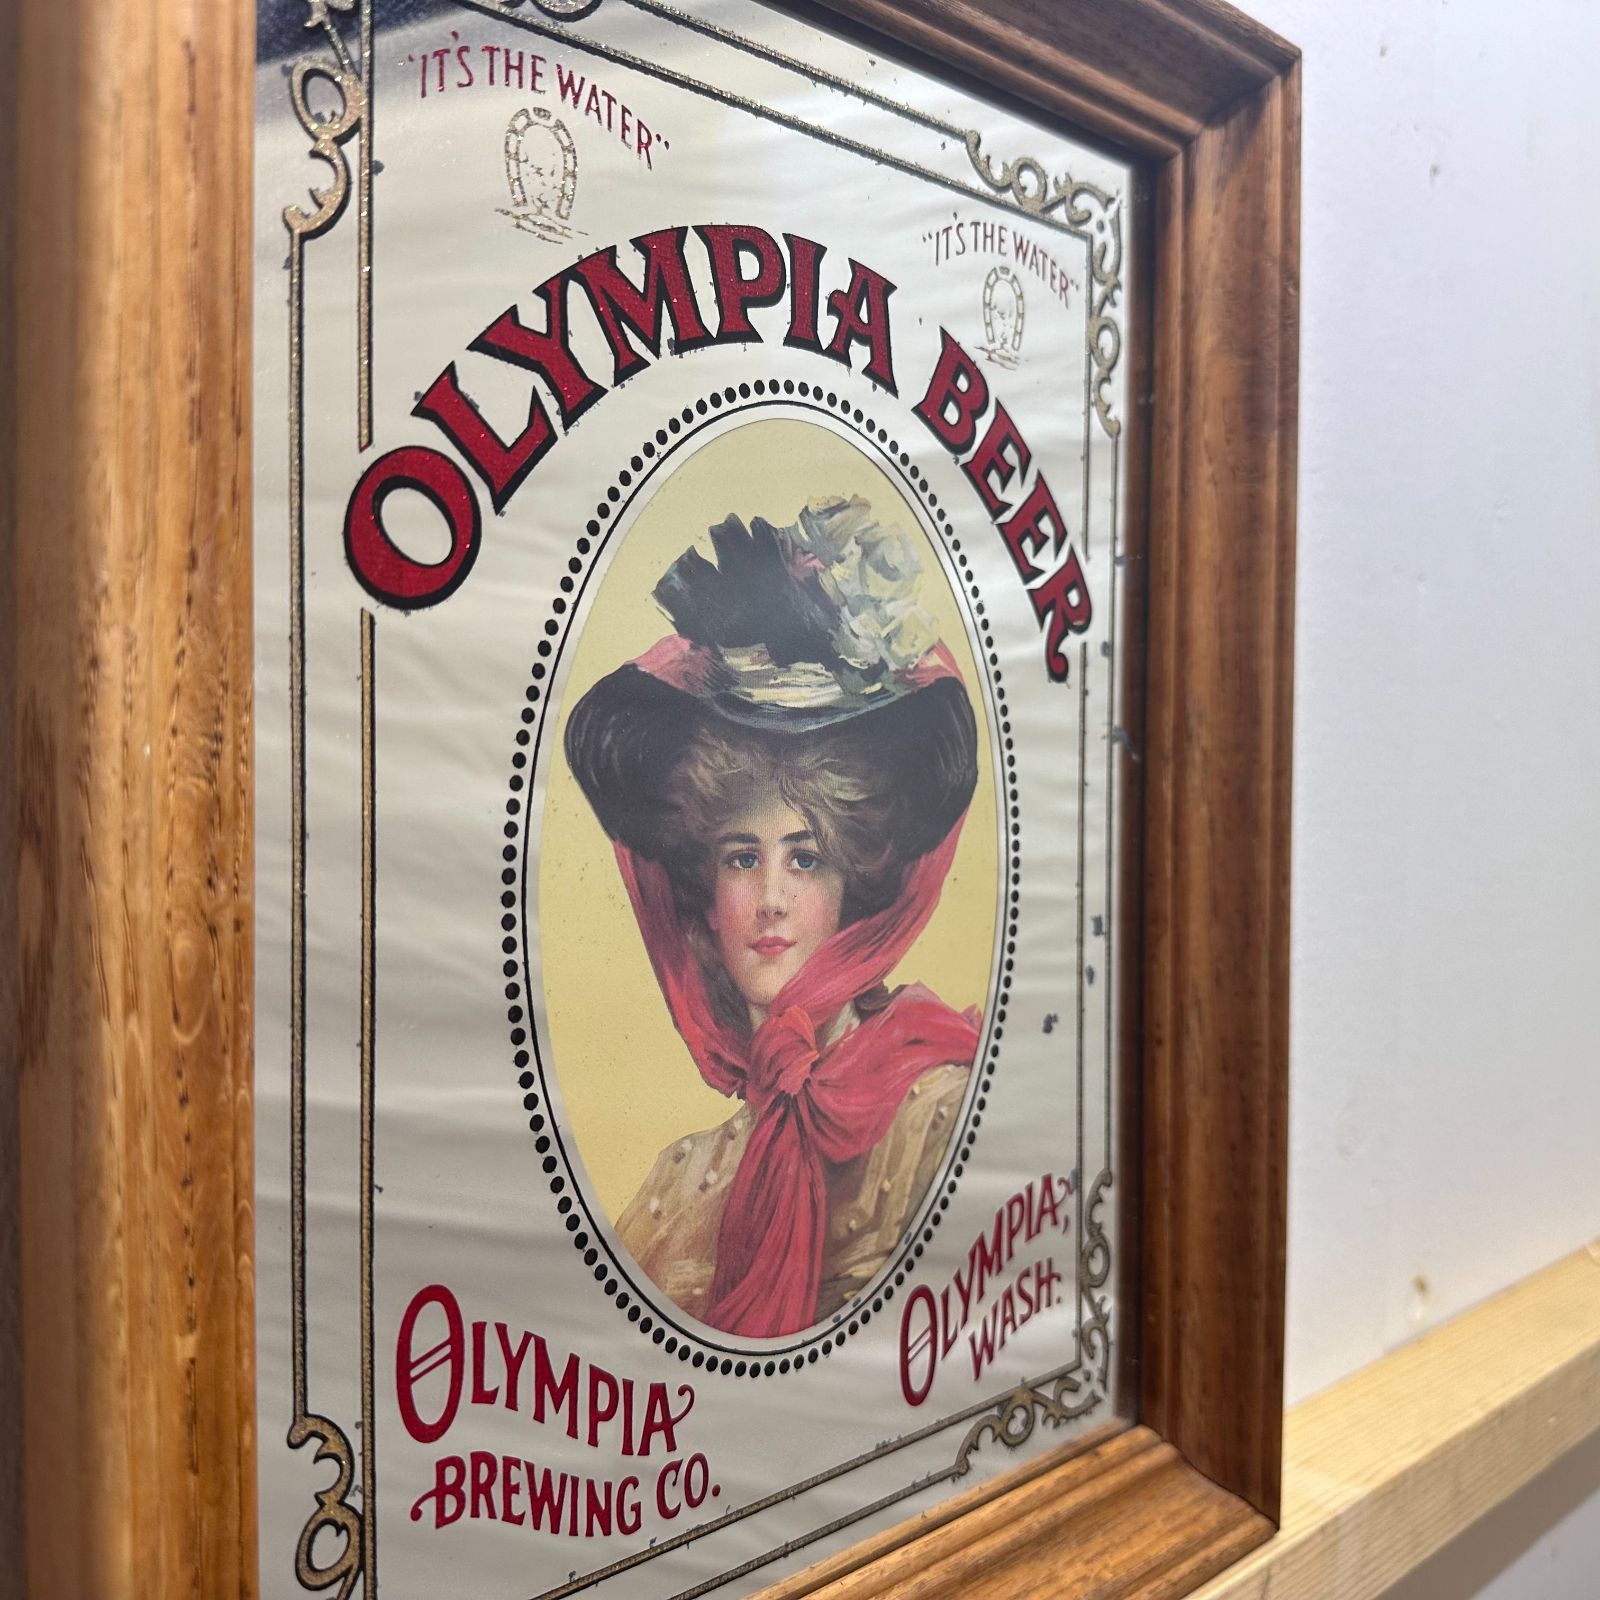 "IT'S THE WATER"
"IT'S THE WATER"
OLYMPIA BEER
OLYMPIA
BREWING CO.
OLYMPIA,
WASH.